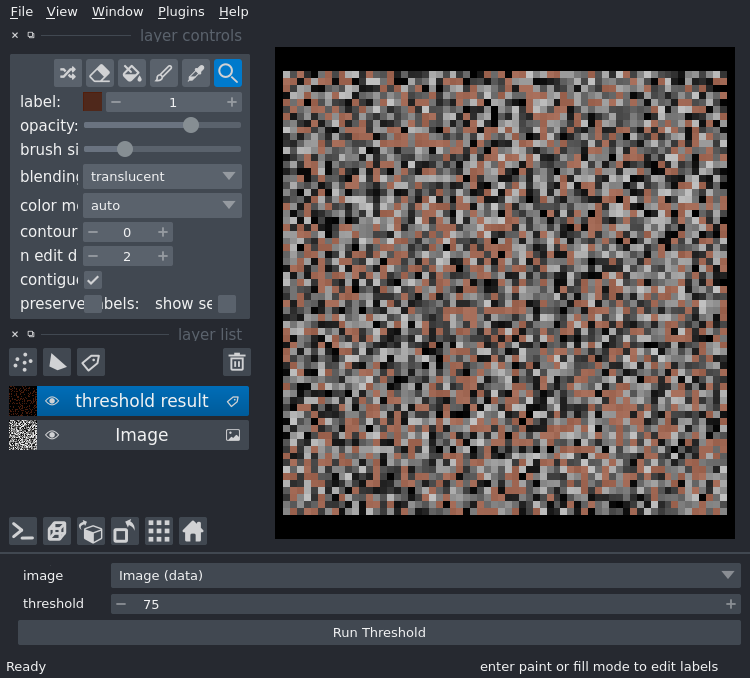 File View Window Plugins Help
layer controls
label: 1
opacity:
brush si
blending translucent
color m auto
contour 0
n edit d 2
contigu
preserve abels: show se
layer list
threshold result
Image
image Image (data)
threshold 75
Run Threshold
Ready enter paint or fill mode to edit labels